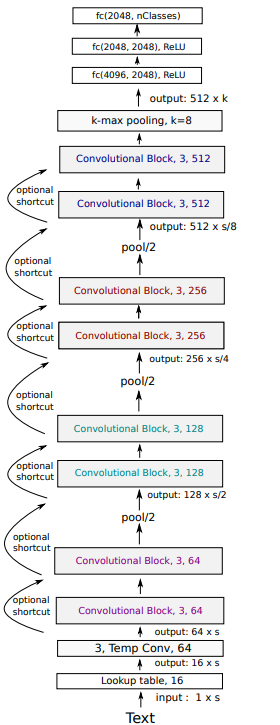 fc(2048, nClasses)
fc(2048, 2048), ReLU
fc(4096, 2048), ReLU
output: 512 x k
k-max pooling, k=8
Convolutional Block, 3, 512
optional
shortcut
Convolutional Block, 3, 512
output: 512 x s/8
pool/2
optional
shortcut
Convolutional Block, 3, 256
optional
shortcut
Convolutional Block, 3, 256
output: 256 x s/4
pool/2
optional
shortcut
Convolutional Block, 3, 128
optional
shortcut
Convolutional Block, 3, 128
output: 128 x s/2
pool/2
optional
shortcut
Convolutional Block, 3, 64
optional
shortcut
Convolutional Block, 3, 64
output: 64 x s
3, Temp Conv, 64
output: 16 x s
Lookup table, 16
input : 1 x s
Text